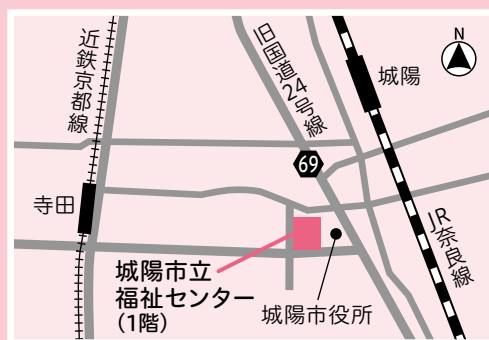 近鉄京都線
旧国道24号線
N
城陽
69
寺田
JR奈良線
城陽市立
福祉センター
(1階)
城陽市役所